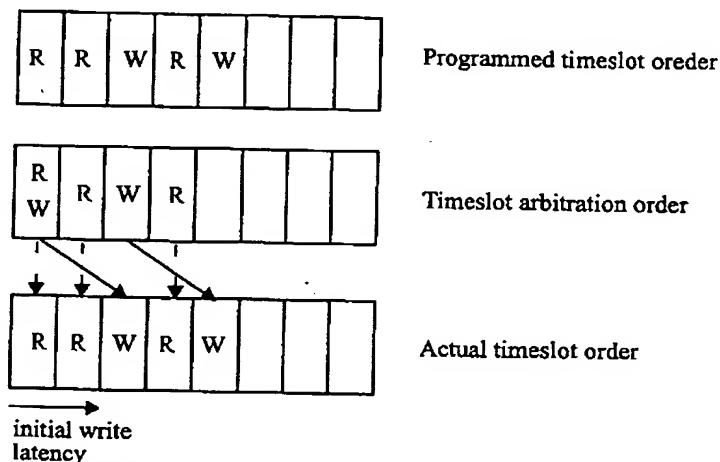 R R W R W
Programmed timeslot oreder
R
W R W R
Timeslot arbitration order
R R W R W
Actual timeslot order
initial write
latency